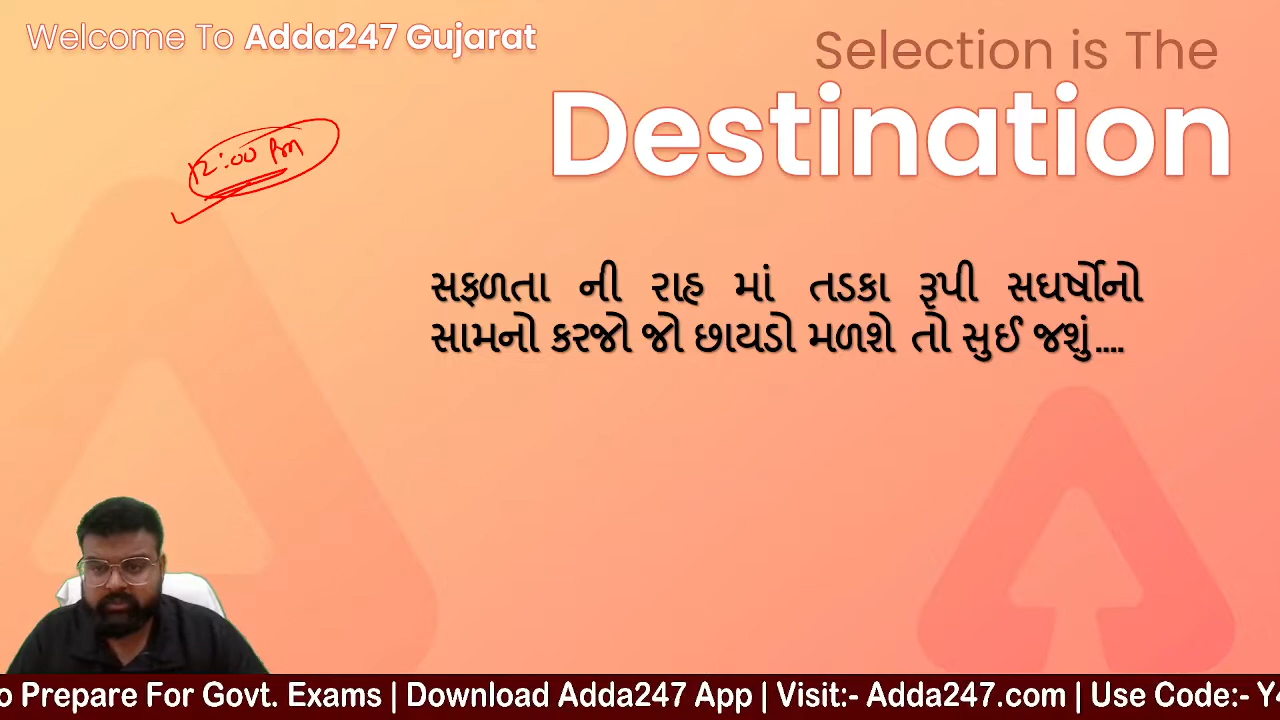 Welcome To Adda247 Gujarat
Selection is The
Destination
12:00 Pm
સફળતા ની રાહ માં તડકા રૂપી સઘર્ષોનો
સામનો કરજો જો છાયડો મળશે તો સુઈ જશું....
o Prepare For Govt. Exams | Download Adda247 App | Visit:- Adda247.com | Use Code:-